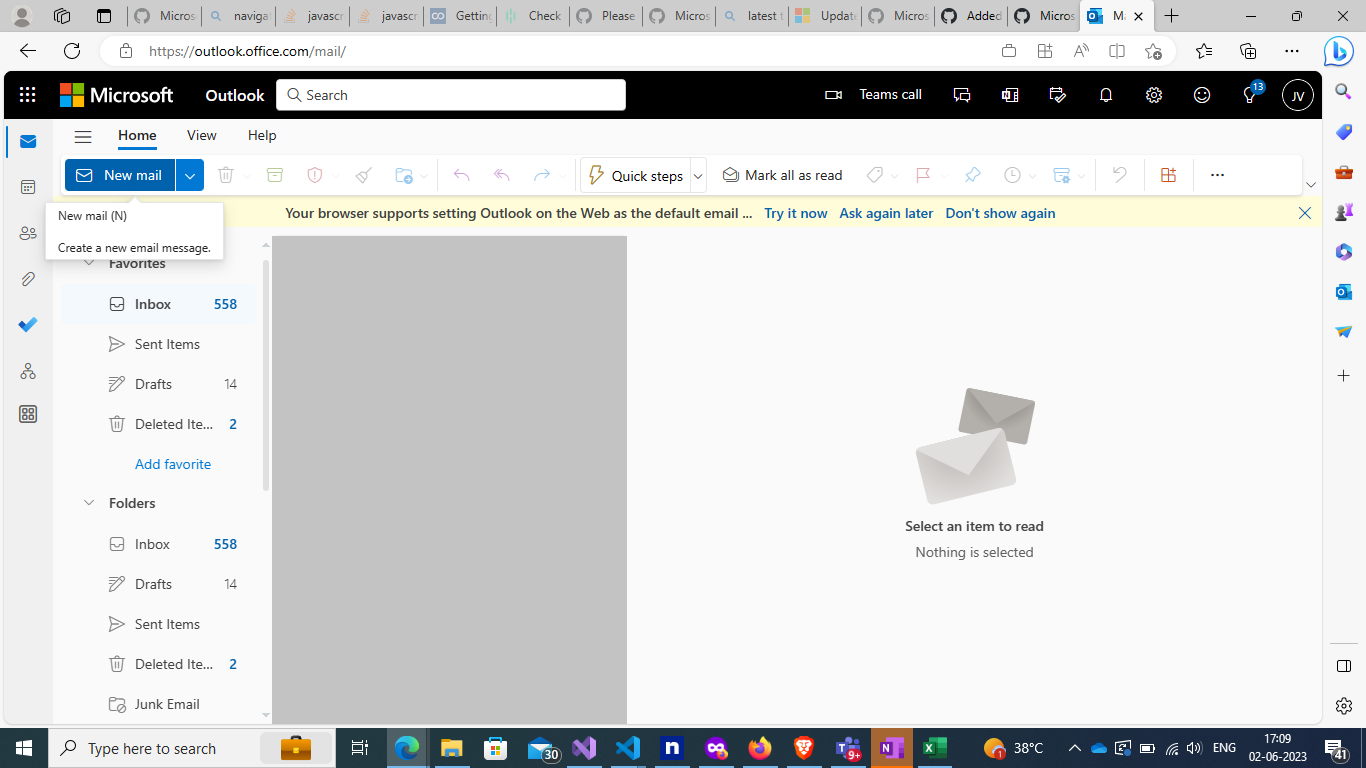 Micros
navigat
javascr
javascr
Getting
Check
Please
Micros
latest t
Update
Micros
Added
Micros
Ma
https://outlook.office.com/mail/
Microsoft Outlook
Search
Teams call
13
JV
Home View Help
New mail
Quick steps
Mark all as read
New mail (N)
Create a new email message.
Your browser supports setting Outlook on the Web as the default email ... Try it now Ask again later Don't show again
Favorites
Inbox 558
Sent Items
Drafts 14
Deleted Ite... 2
Add favorite
Folders
Inbox 558
Drafts 14
Sent Items
Deleted Ite... 2
Junk Email
Select an item to read
Nothing is selected
Type here to search
30
9+
1
38°C
ENG
17:09
02-06-2023
41